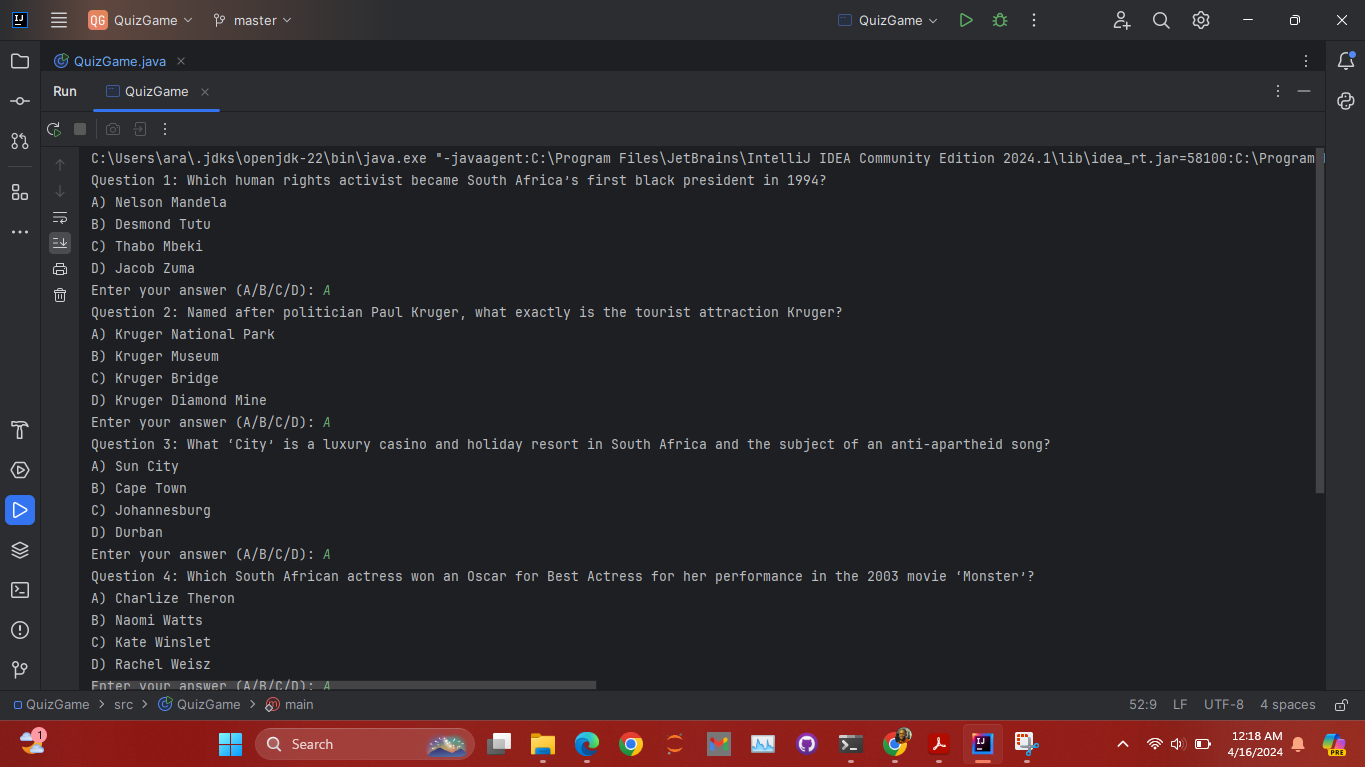 QG QuizGame master QuizGame
QuizGame.java
Run QuizGame
C:\Users\ara\.jdks\openjdk-22\bin\java.exe "-javaagent:C:\Program Files\JetBrains\IntelliJ IDEA Community Edition 2024.1\lib\idea_rt.jar=58100:C:\Program
Question 1: Which human rights activist became South Africa’s first black president in 1994?
A) Nelson Mandela
B) Desmond Tutu
C) Thabo Mbeki
D) Jacob Zuma
Enter your answer (A/B/C/D): A
Question 2: Named after politician Paul Kruger, what exactly is the tourist attraction Kruger?
A) Kruger National Park
B) Kruger Museum
C) Kruger Bridge
D) Kruger Diamond Mine
Enter your answer (A/B/C/D): A
Question 3: What ‘City’ is a luxury casino and holiday resort in South Africa and the subject of an anti-apartheid song?
A) Sun City
B) Cape Town
C) Johannesburg
D) Durban
Enter your answer (A/B/C/D): A
Question 4: Which South African actress won an Oscar for Best Actress for her performance in the 2003 movie ‘Monster’?
A) Charlize Theron
B) Naomi Watts
C) Kate Winslet
D) Rachel Weisz
Enter your answer (A/B/C/D): A
QuizGame > src > QuizGame > main 52:9 LF UTF-8 4 spaces
1 Search 12:18 AM
4/16/2024 PRE